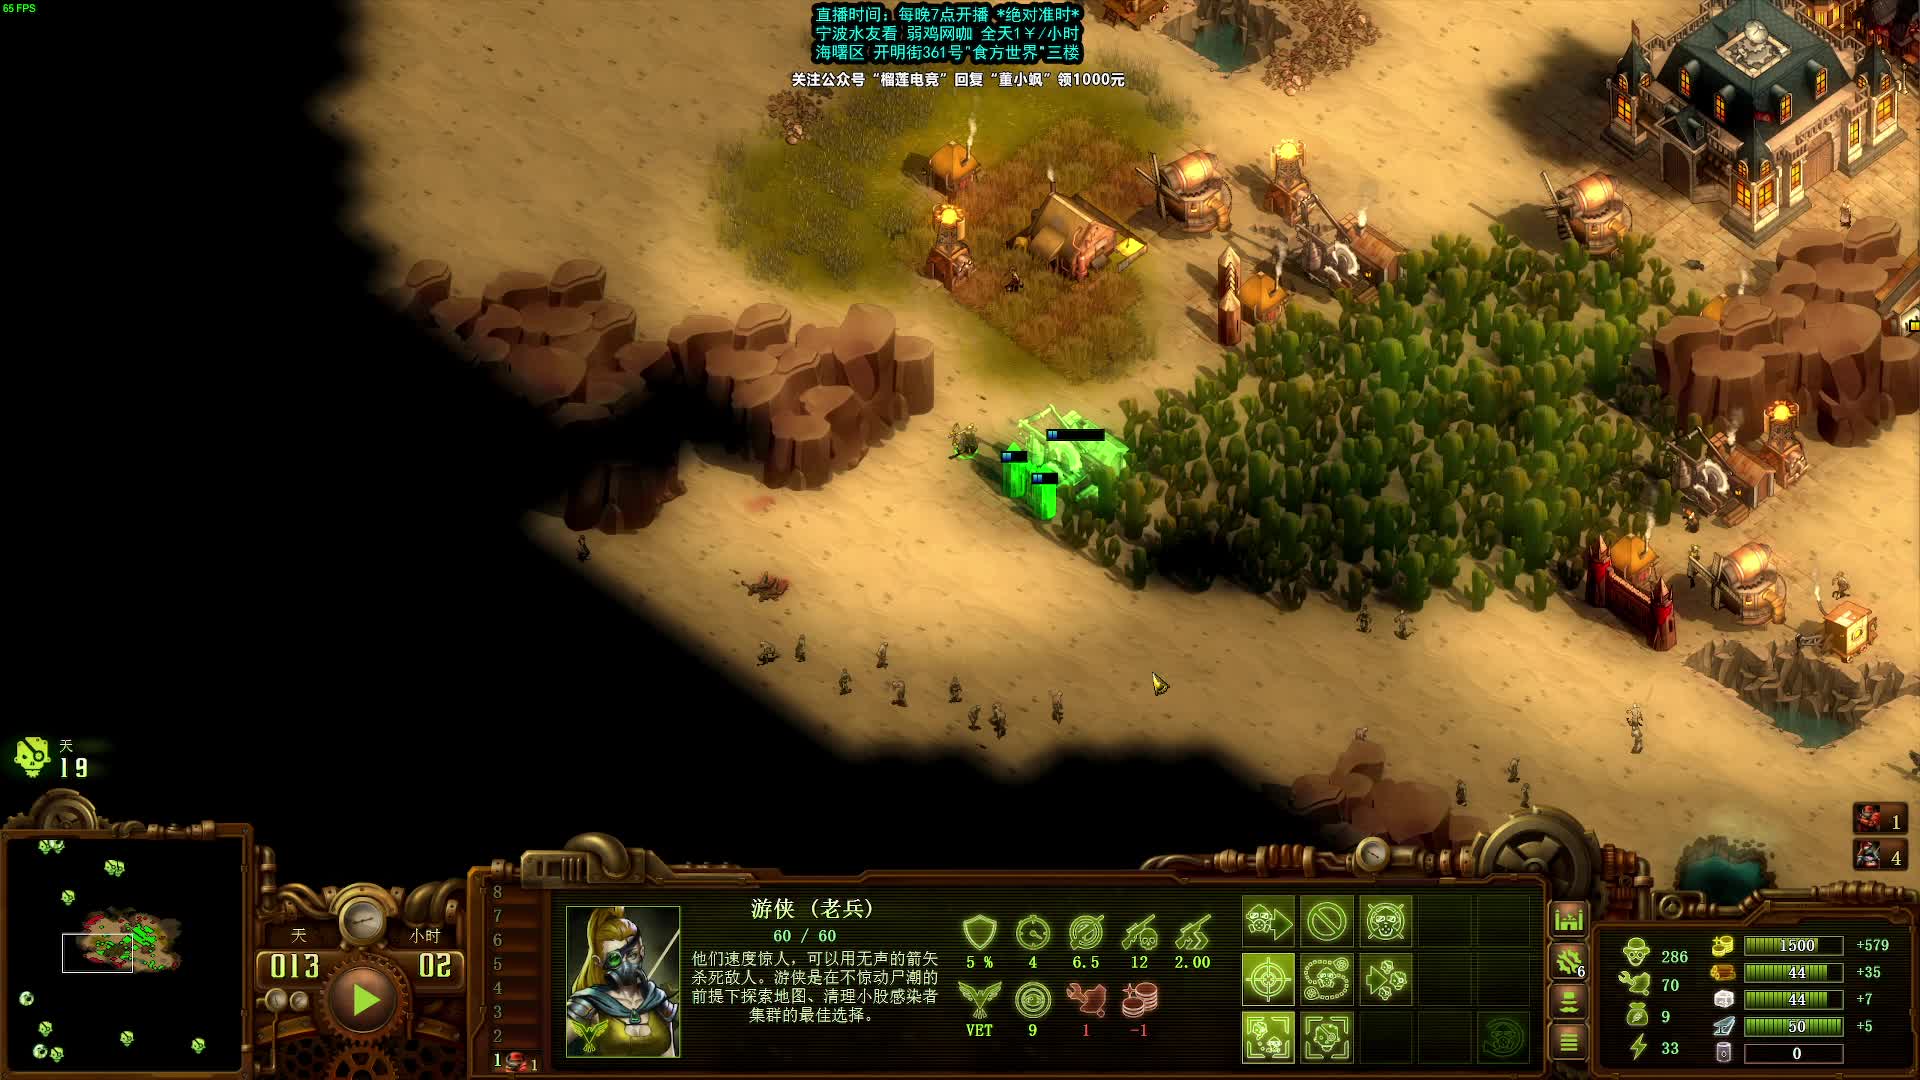 65 FPS
直播时间：每晚7点开播 *绝对准时*
宁波水友看 弱鸡网咖 全天1￥/小时
海曙区 开明街361号"食方世界"三楼
关注公众号“榴莲电竞”回复“董小飒”领1000元
天
19
天
小时
013
02
8
7
6
5
4
3
2
1
1
游侠（老兵）
60 / 60
他们速度惊人，可以用无声的箭矢
杀死敌人。游侠是在不惊动尸潮的
前提下探索地图、清理小股感染者
集群的最佳选择。
5 %
4
6.5
12
2.00
VET
9
1
-1
6
1
4
286
70
9
33
1500
+579
44
+35
44
+7
50
+5
0